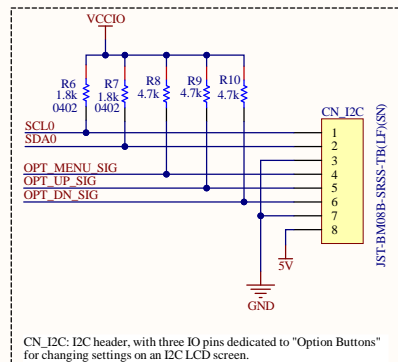 VCCIO
R6 R7 R8 R9 R10
1.8k 1.8k 4.7k 4.7k 4.7k
0402 0402
CN_I2C
SCL0
SDA0
OPT_MENU_SIG
OPT_UP_SIG
OPT_DN_SIG
1
2
3
4
5
6
7
8
JST-BM08B-SRSS-TB(LF)(SN)
5V
GND
CN_I2C: I2C header, with three IO pins dedicated to "Option Buttons"
for changing settings on an I2C LCD screen.